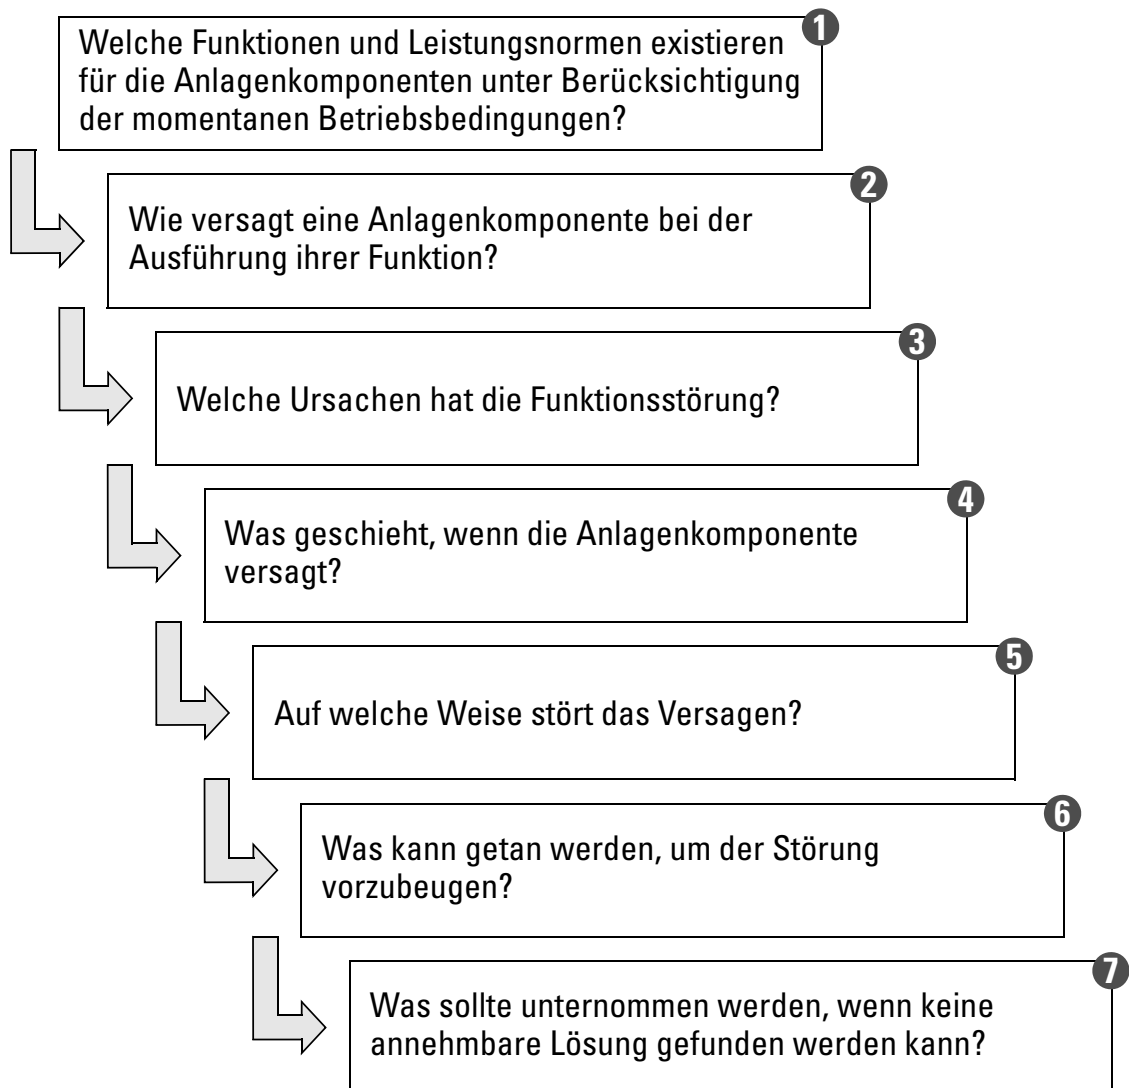 1
Welche Funktionen und Leistungsnormen existieren
für die Anlagenkomponenten unter Berücksichtigung
der momentanen Betriebsbedingungen?
2
Wie versagt eine Anlagenkomponente bei der
Ausführung ihrer Funktion?
3
Welche Ursachen hat die Funktionsstörung?
4
Was geschieht, wenn die Anlagenkomponente
versagt?
5
Auf welche Weise stört das Versagen?
6
Was kann getan werden, um der Störung
vorzubeugen?
7
Was sollte unternommen werden, wenn keine
annehmbare Lösung gefunden werden kann?